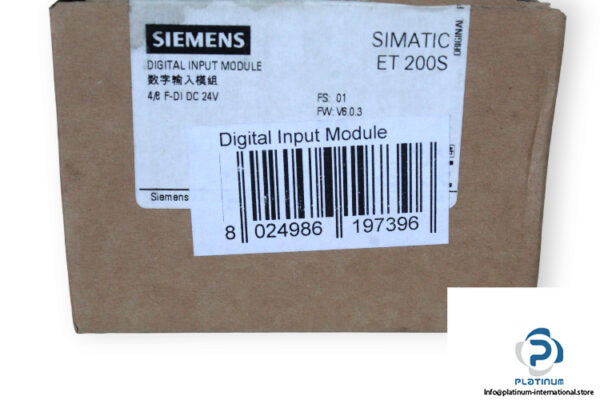 SIEMENS
SIMATIC
ET 200S
ORIGINAL
DIGITAL INPUT MODULE
数字輸入模組
4/8 F-DI DC 24V
FS: 01
FW: V6.0.3
Digital Input Module
8 024986 197396
Siemens
PLATINUM
Info@platinum-international.store